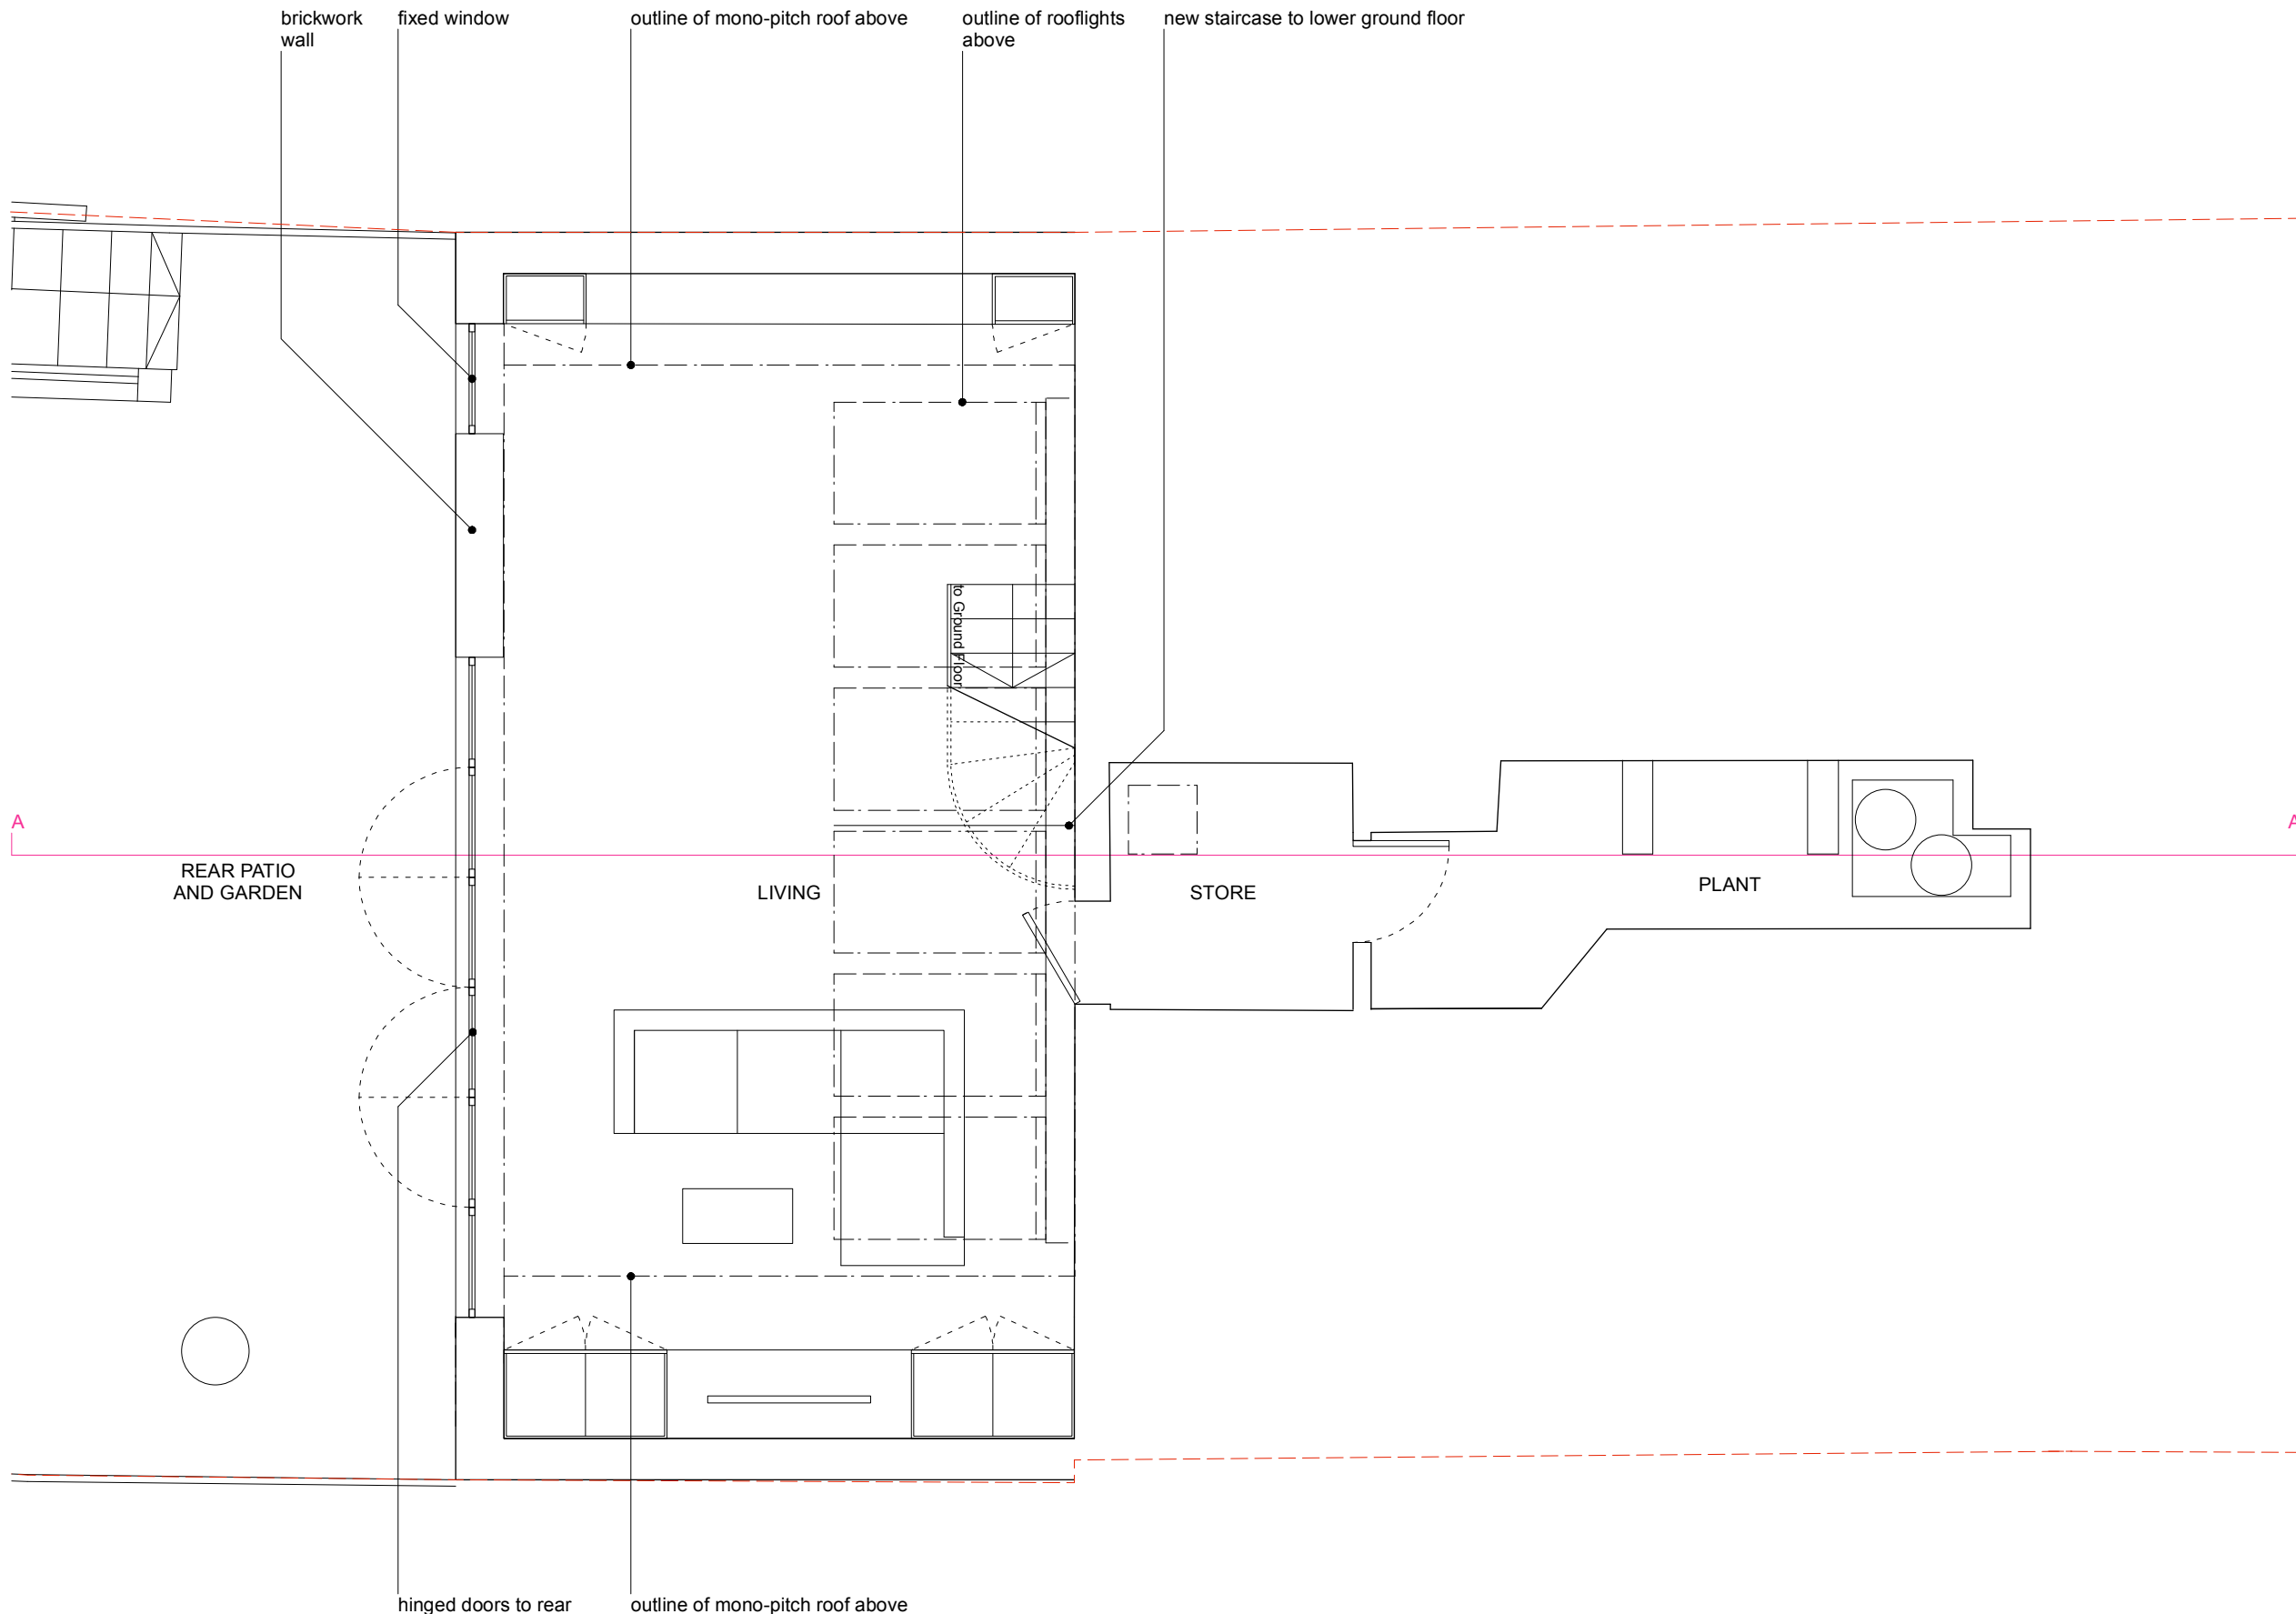 brickwork
wall
fixed window
outline of mono-pitch roof above
outline of rooflights
above
new staircase to lower ground floor
to Ground Floor
A
A
REAR PATIO
AND GARDEN
LIVING
STORE
PLANT
hinged doors to rear
outline of mono-pitch roof above